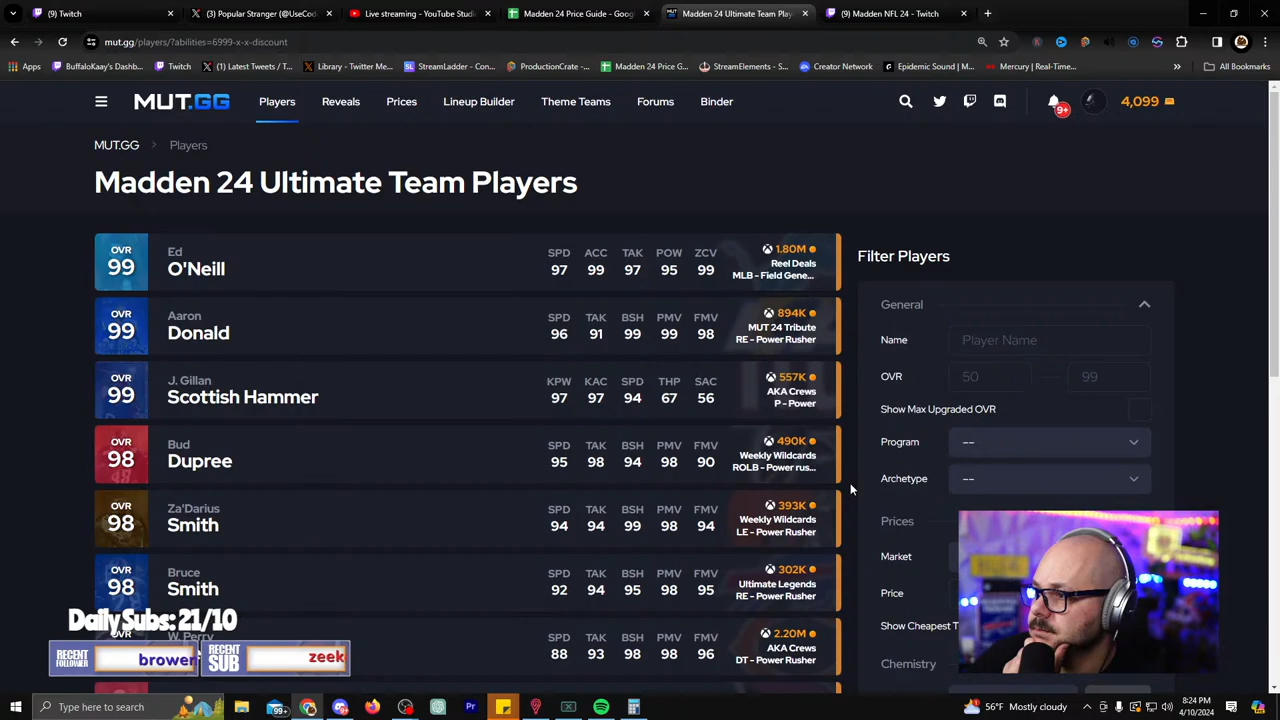 (9) Twitch
(3) Popular Stranger (@UseCod
Live streaming - YouTube Studi
Madden 24 Price Guide - Goog
Madden 24 Ultimate Team Play
(9) Madden NFL 24 - Twitch
mut.gg/players/?abilities=6999-x-x-discount
Apps
BuffaloKaay's Dashb...
Twitch
Latest Tweets / T...
Library - Twitter Me...
StreamLadder - Con...
ProductionCrate - F...
Madden 24 Price G...
StreamElements - S...
Creator Network
Epidemic Sound | M...
Mercury | Real-Time...
All Bookmarks
MUT.GG
Players
Reveals
Prices
Lineup Builder
Theme Teams
Forums
Binder
9+
4,099
MUT.GG > Players
Madden 24 Ultimate Team Players
OVR 99 Ed O'Neill
SPD ACC TAK POW ZCV
97 99 97 95 99
1.80M
Reel Deals
MLB - Field Gene...
OVR 99 Aaron Donald
SPD ACC BSH PMV FMV
96 91 99 99 98
894K
MUT 24 Tribute
RE - Power Rusher
OVR 99 J. Gillan Scottish Hammer
KPW KAC SPD THP SAC
97 97 94 67 56
557K
AKA Crews
P - Power
OVR 98 Bud Dupree
SPD TAK BSH PMV FMV
95 98 94 98 90
490K
Weekly Wildcards
ROLB - Power rus...
OVR 98 Za'Darius Smith
SPD TAK BSH PMV FMV
94 94 99 98 94
393K
Weekly Wildcards
LE - Power Rusher
OVR 98 Bruce Smith
SPD TAK BSH PMV FMV
92 94 95 98 95
302K
Ultimate Legends
RE - Power Rusher
OVR W. Perry
SPD TAK BSH PMV FMV
88 93 98 98 96
2.20M
AKA Crews
DT - Power Rusher
Filter Players
General
Name Player Name
OVR 50 99
Show Max Upgraded OVR
Program --
Archetype --
Prices
Market
Price
Show Cheapest T
Chemistry
Daily Subs: 21/10
RECENT FOLLOWER brower
RECENT SUB zeek
Type here to search
99+
56°F Mostly cloudy
8:24 PM
4/10/2024